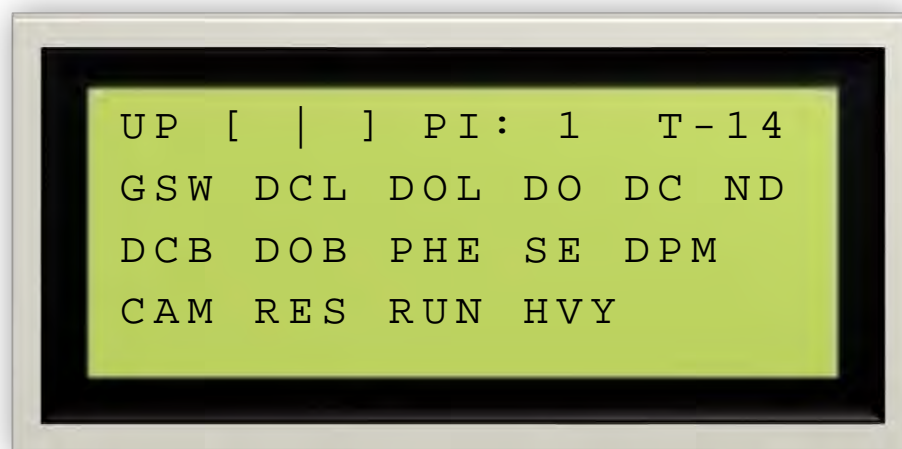 UP [ | ] PI: 1 T-14
GSW DCL DOL DO DC ND
DCB DOB PHE SE DPM
CAM RES RUN HVY